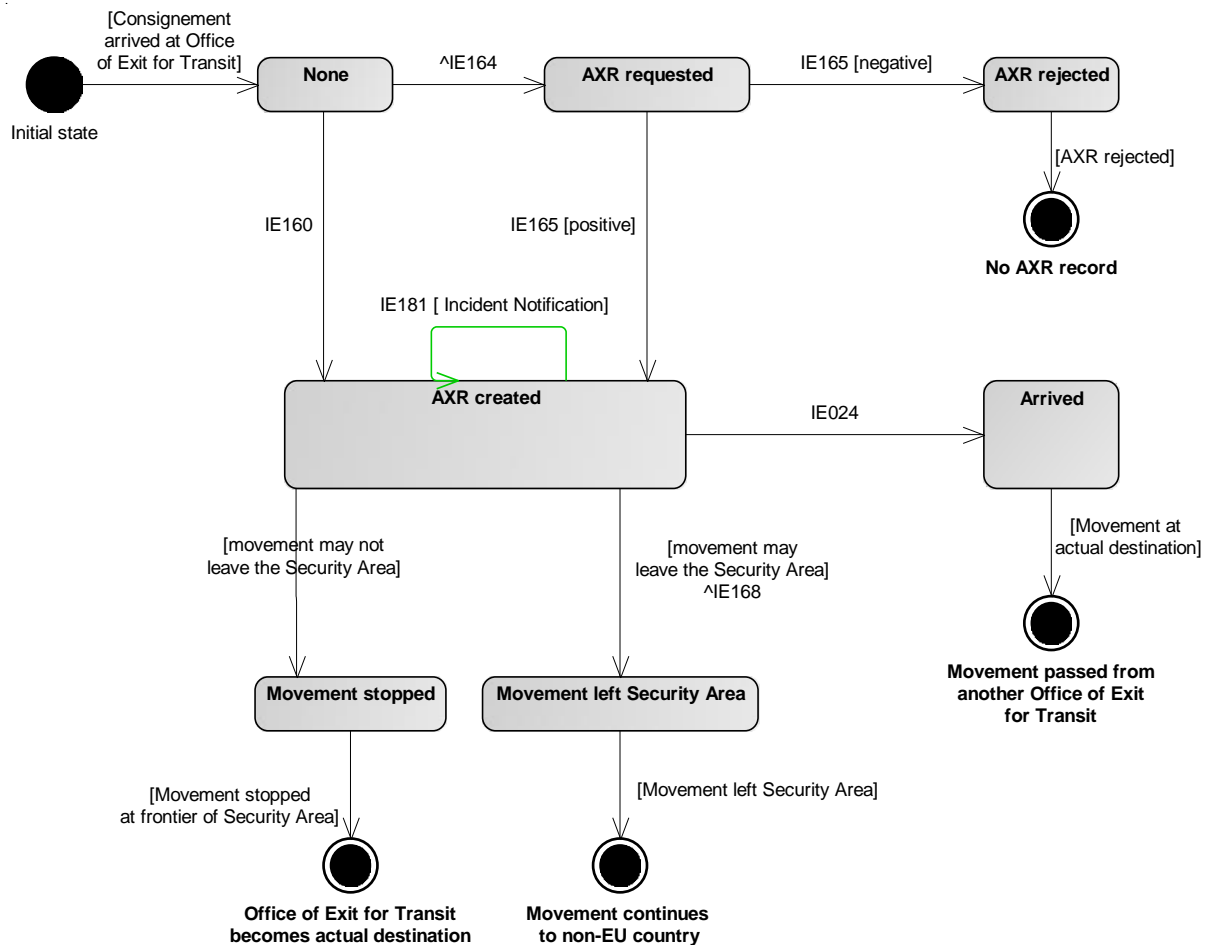 [Consignement
arrived at Office
of Exit for Transit]
Initial state
None
^IE164
AXR requested
IE165 [negative]
AXR rejected
[AXR rejected]
No AXR record
IE160
IE165 [positive]
IE181 [ Incident Notification]
AXR created
IE024
Arrived
[movement may not
leave the Security Area]
[movement may
leave the Security Area]
^IE168
[Movement at
actual destination]
Movement passed from
another Office of Exit
for Transit
Movement stopped
Movement left Security Area
[Movement stopped
at frontier of Security Area]
[Movement left Security Area]
Office of Exit for Transit
becomes actual destination
Movement continues
to non-EU country